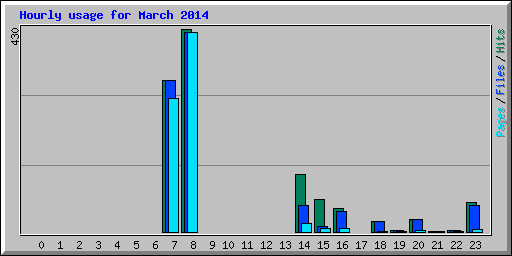 Hourly usage for March 2014
430
Pages/Files/Hits
0 1 2 3 4 5 6 7 8 9 10 11 12 13 14 15 16 17 18 19 20 21 22 23